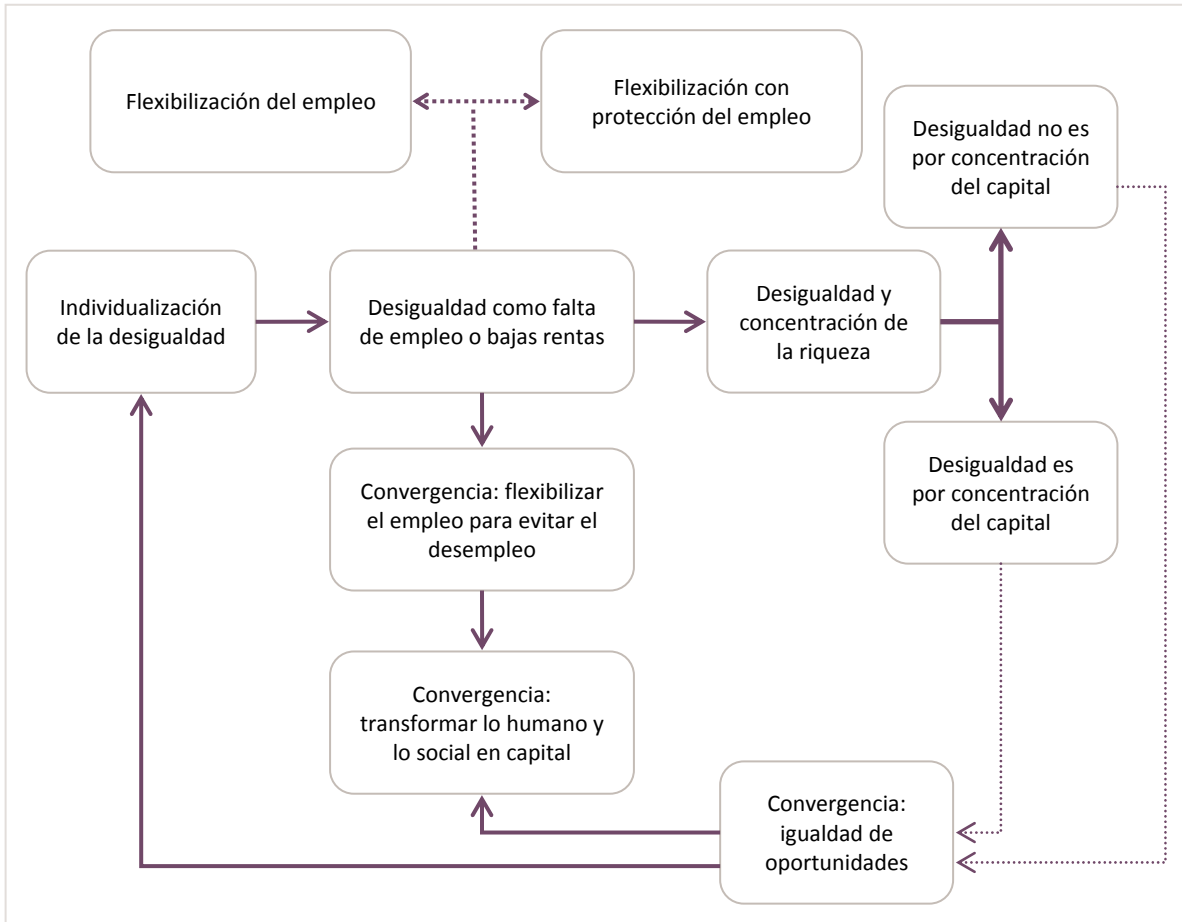 Flexibilización del empleo
Flexibilización con
protección del empleo
Desigualdad no es
por concentración
del capital
Individualización
de la desigualdad
Desigualdad como falta
de empleo o bajas rentas
Desigualdad y
concentración de
la riqueza
Desigualdad es
por concentración
del capital
Convergencia: flexibilizar
el empleo para evitar el
desempleo
Convergencia:
transformar lo humano y
lo social en capital
Convergencia:
igualdad de
oportunidades